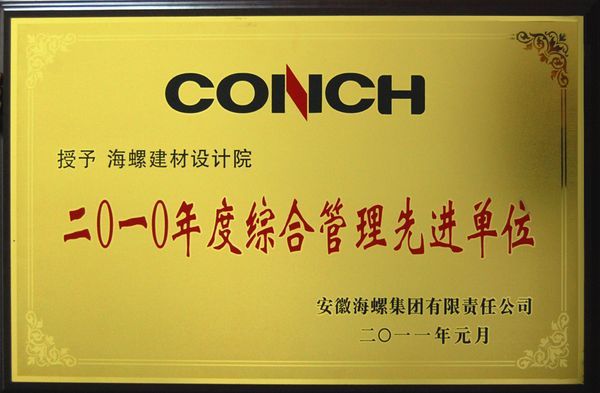 CONCH
授予 海螺建材设计院
二〇一〇年度综合管理先进单位
安徽海螺集团有限责任公司
二〇一一年元月